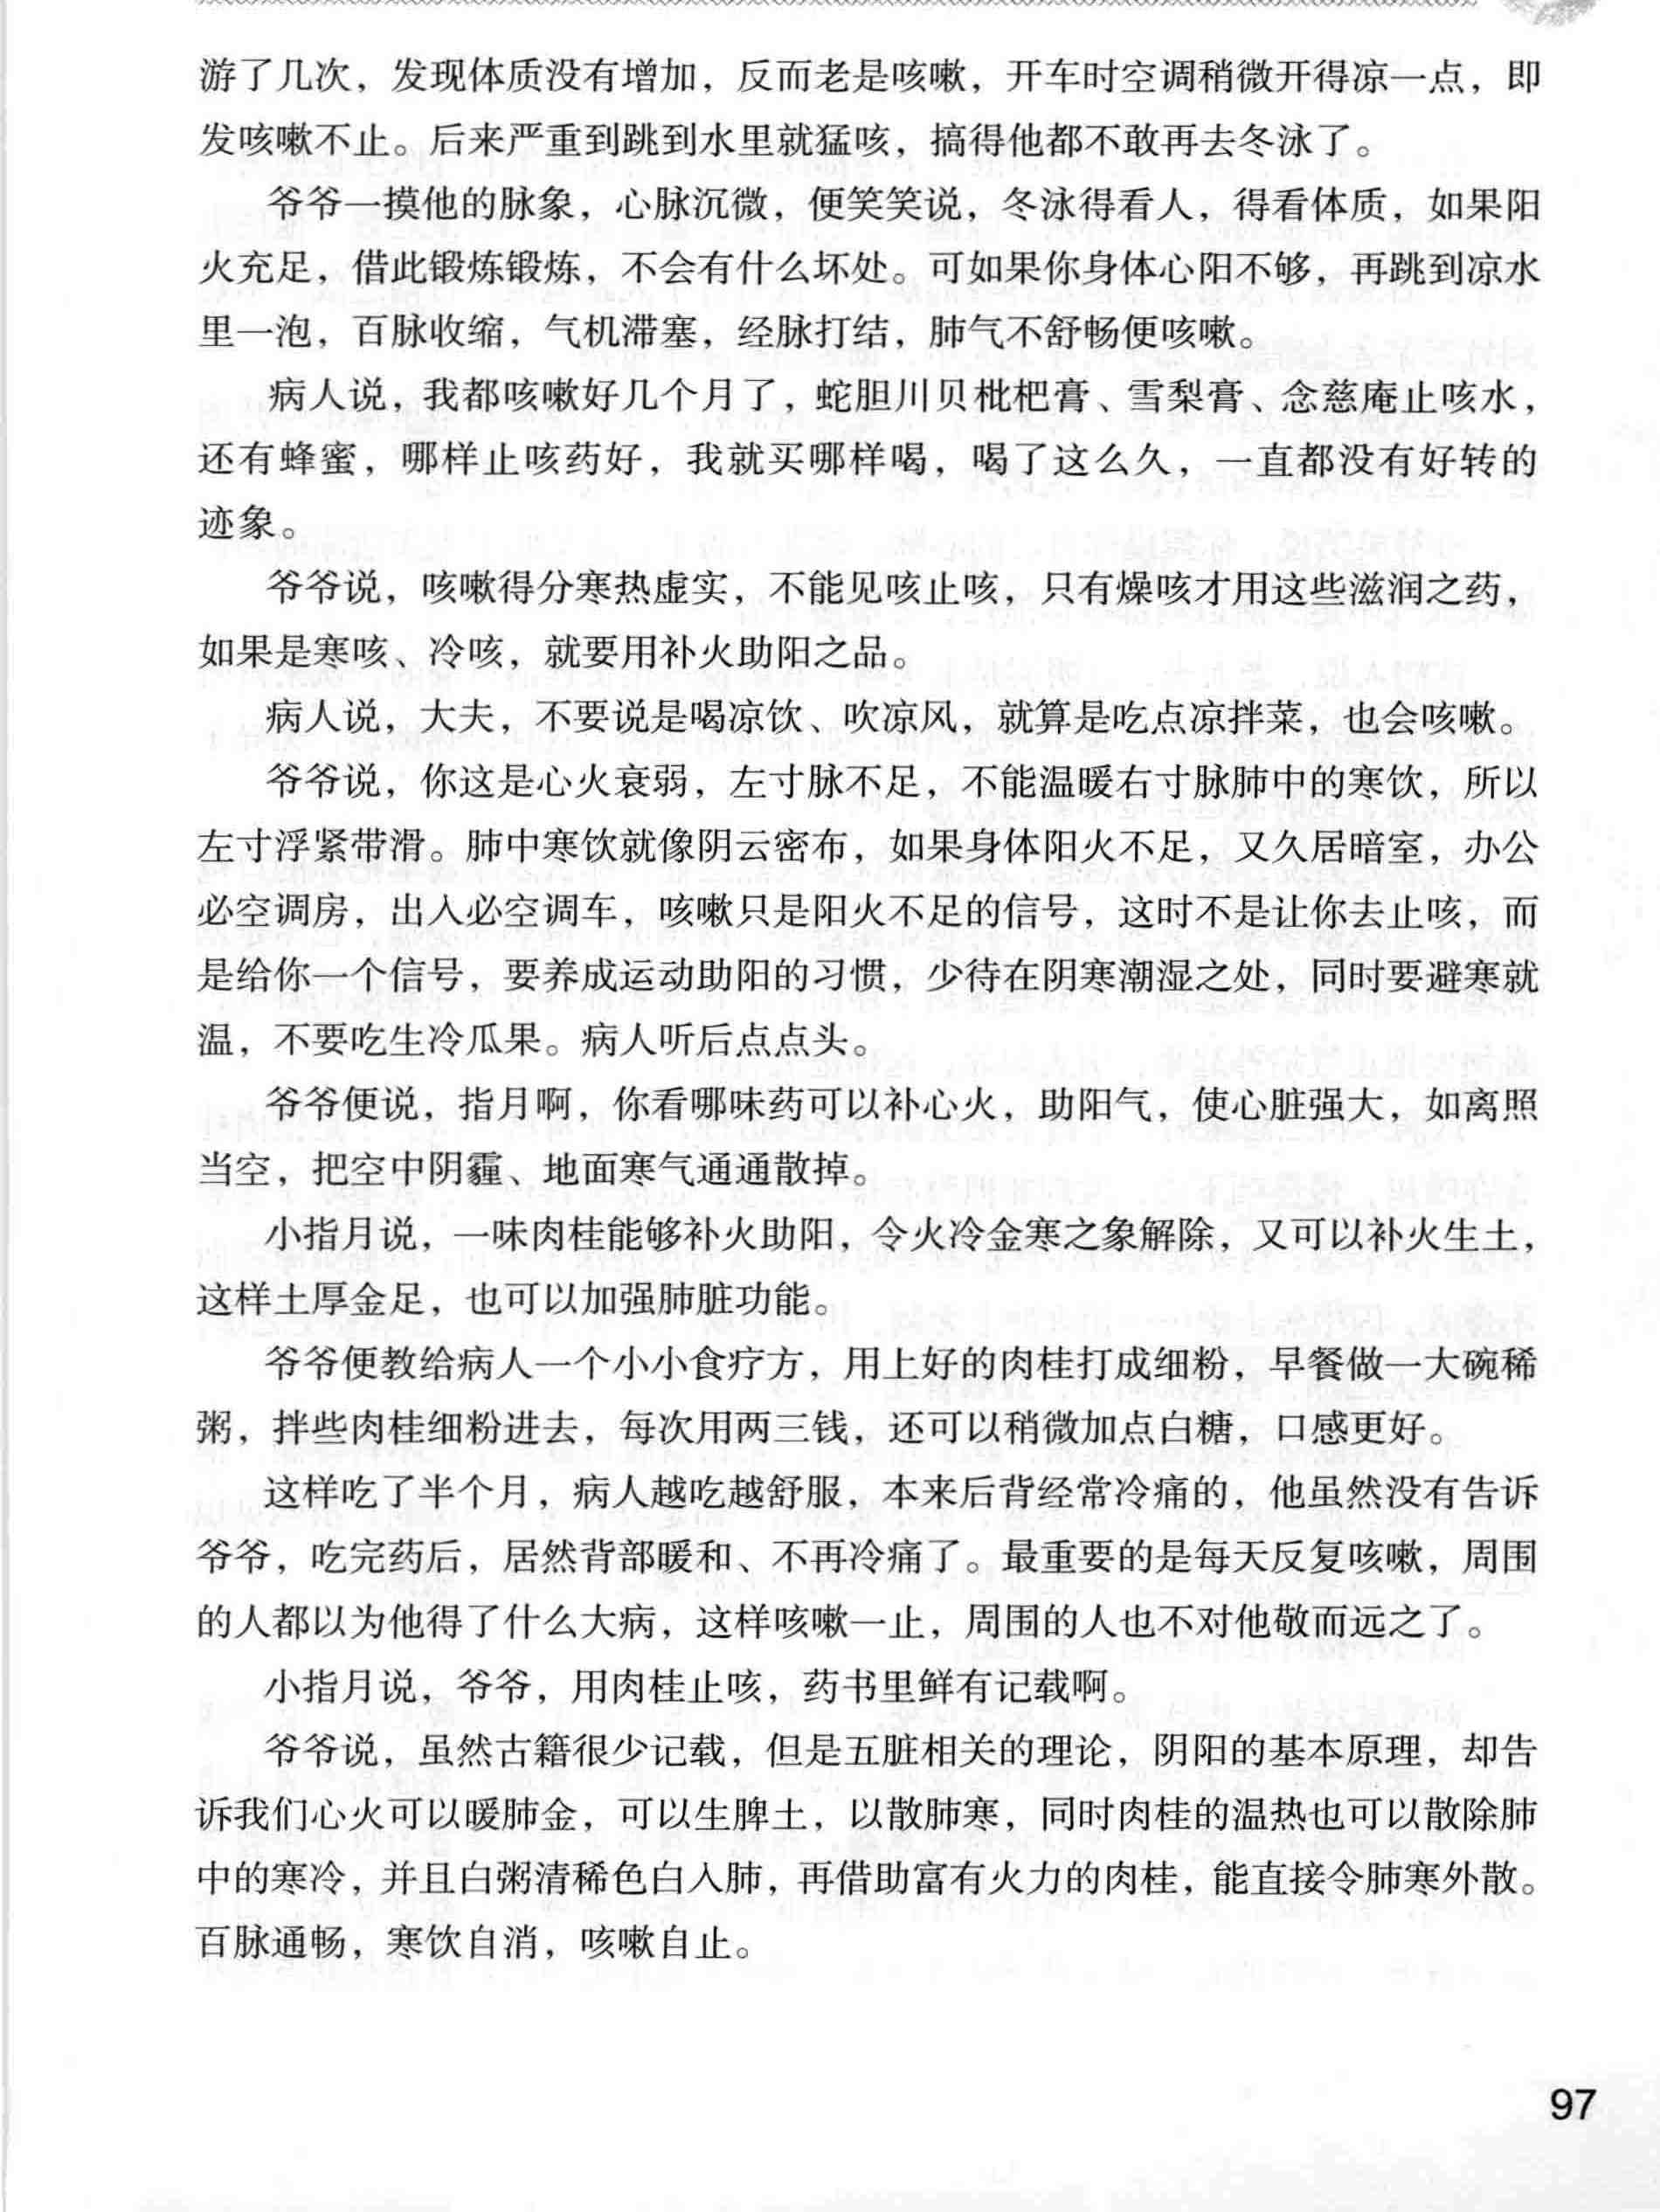 游了几次，发现体质没有增加，反而老是咳嗽，开车时空调稍微开得凉一点，即
发咳嗽不止。后来严重到跳到水里就猛咳，搞得他都不敢再去冬泳了。
爷爷一摸他的脉象，心脉沉微，便笑笑说，冬泳得看人，得看体质，如果阳
火充足，借此锻炼锻炼，不会有什么坏处。可如果你身体心阳不够，再跳到凉水
里一泡，百脉收缩，气机滞塞，经脉打结，肺气不舒畅便咳嗽。
病人说，我都咳嗽好几个月了，蛇胆川贝枇杷膏、雪梨膏、念慈庵止咳水，
还有蜂蜜，哪样止咳药好，我就买哪样喝，喝了这么久，一直都没有好转的
迹象。
爷爷说，咳嗽得分寒热虚实，不能见咳止咳，只有燥咳才用这些滋润之药，
如果是寒咳、冷咳，就要用补火助阳之品。
病人说，大夫，不要说是喝凉饮、吹凉风，就算是吃点凉拌菜，也会咳嗽。
爷爷说，你这是心火衰弱，左寸脉不足，不能温暖右寸脉肺中的寒饮，所以
左寸浮紧带滑。肺中寒饮就像阴云密布，如果身体阳火不足，又久居暗室，办公
必空调房，出入必空调车，咳嗽只是阳火不足的信号，这时不是让你去止咳，而
是给你一个信号，要养成运动助阳的习惯，少待在阴寒潮湿之处，同时要避寒就
温，不要吃生冷瓜果。病人听后点点头。
爷爷便说，指月啊，你看哪味药可以补心火，助阳气，使心脏强大，如离照
当空，把空中阴霾、地面寒气通通散掉。
小指月说，一味肉桂能够补火助阳，令火冷金寒之象解除，又可以补火生土，
这样土厚金足，也可以加强肺脏功能。
爷爷便教给病人一个小小食疗方，用上好的肉桂打成细粉，早餐做一大碗稀
粥，拌些肉桂细粉进去，每次用两三钱，还可以稍微加点白糖，口感更好。
这样吃了半个月，病人越吃越舒服，本来后背经常冷痛的，他虽然没有告诉
爷爷，吃完药后，居然背部暖和、不再冷痛了。最重要的是每天反复咳嗽，周围
的人都以为他得了什么大病，这样咳嗽一止，周围的人也不对他敬而远之了。
小指月说，爷爷，用肉桂止咳，药书里鲜有记载啊。
爷爷说，虽然古籍很少记载，但是五脏相关的理论，阴阳的基本原理，却告
诉我们心火可以暖肺金，可以生脾土，以散肺寒，同时肉桂的温热也可以散除肺
中的寒冷，并且白粥清稀色白入肺，再借助富有火力的肉桂，能直接令肺寒外散。
百脉通畅，寒饮自消，咳嗽自止。
97